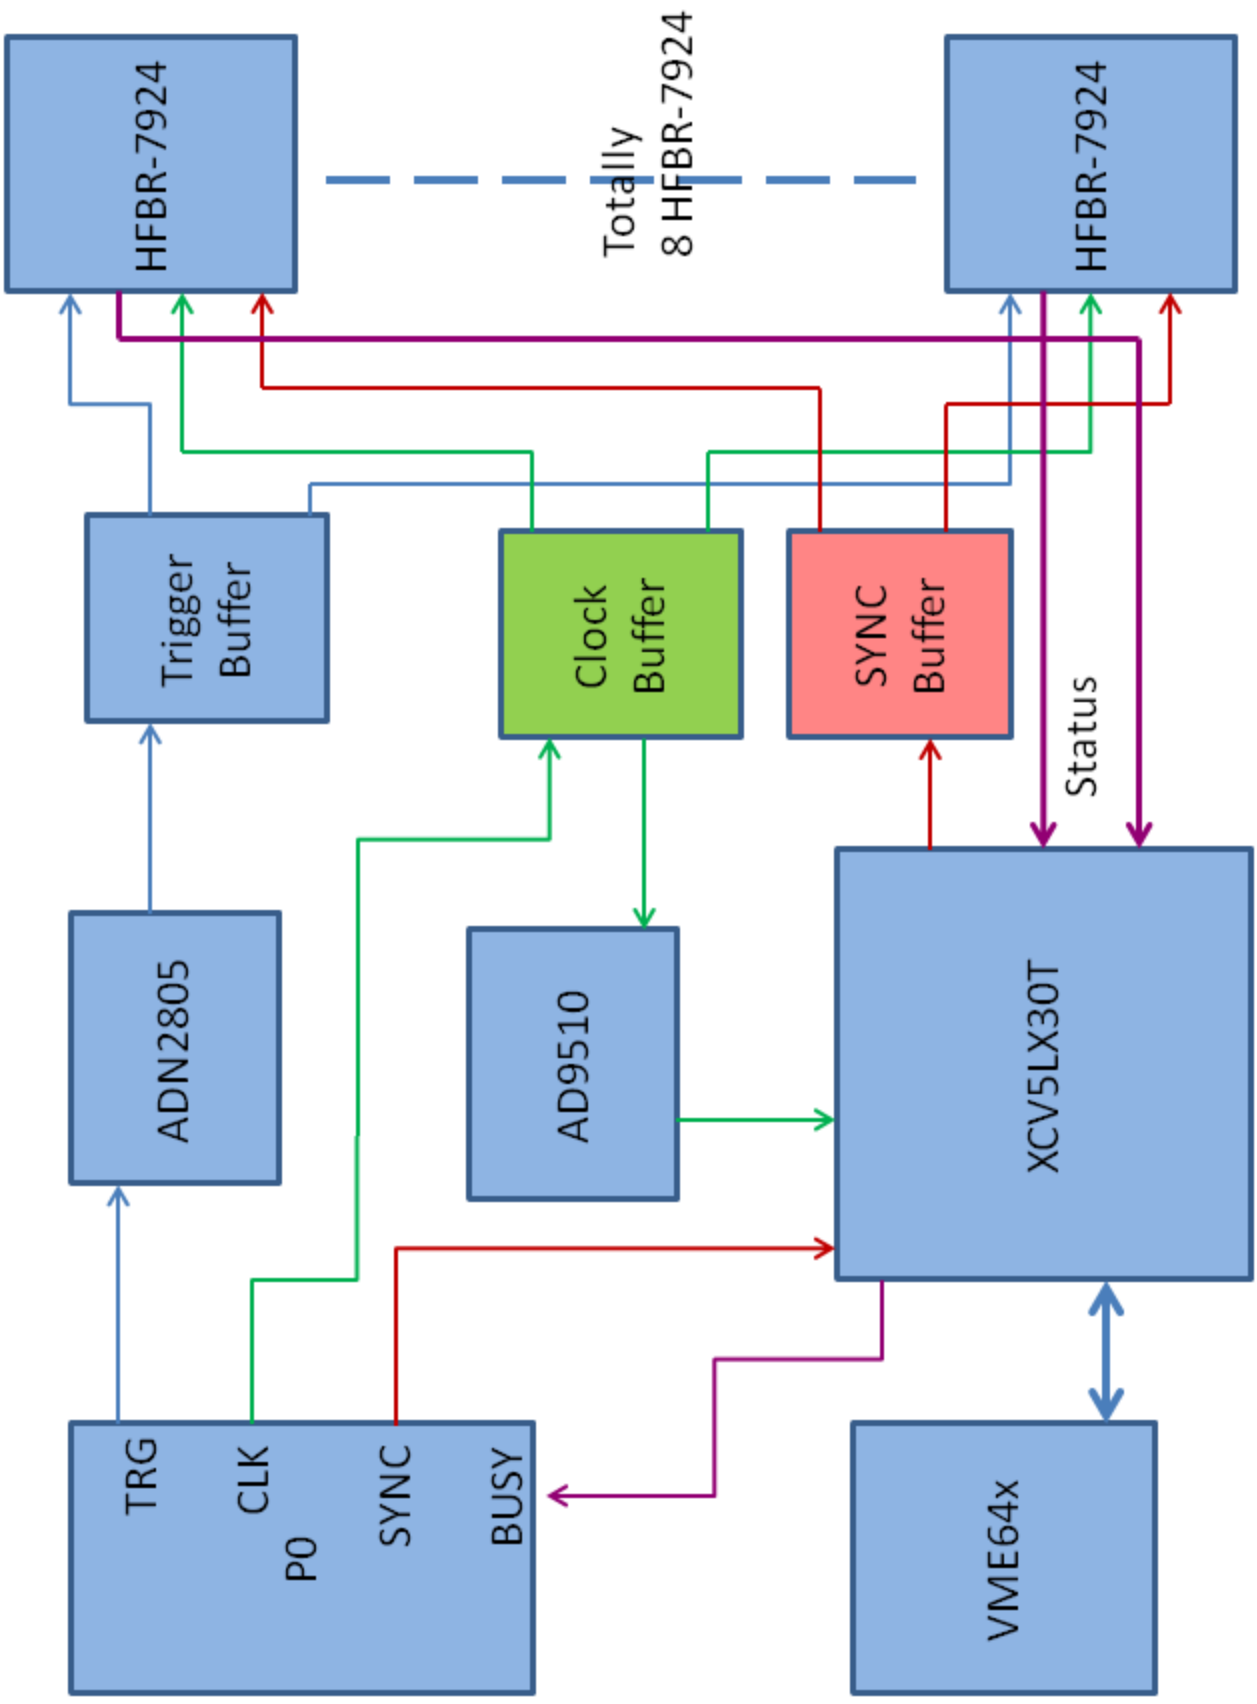 TRG
CLK
P0
SYNC
BUSY
VME64x
ADN2805
AD9510
XCV5LX30T
Trigger
Buffer
Clock
Buffer
SYNC
Buffer
Status
HFBR-7924
Totally
8 HFBR-7924
HFBR-7924